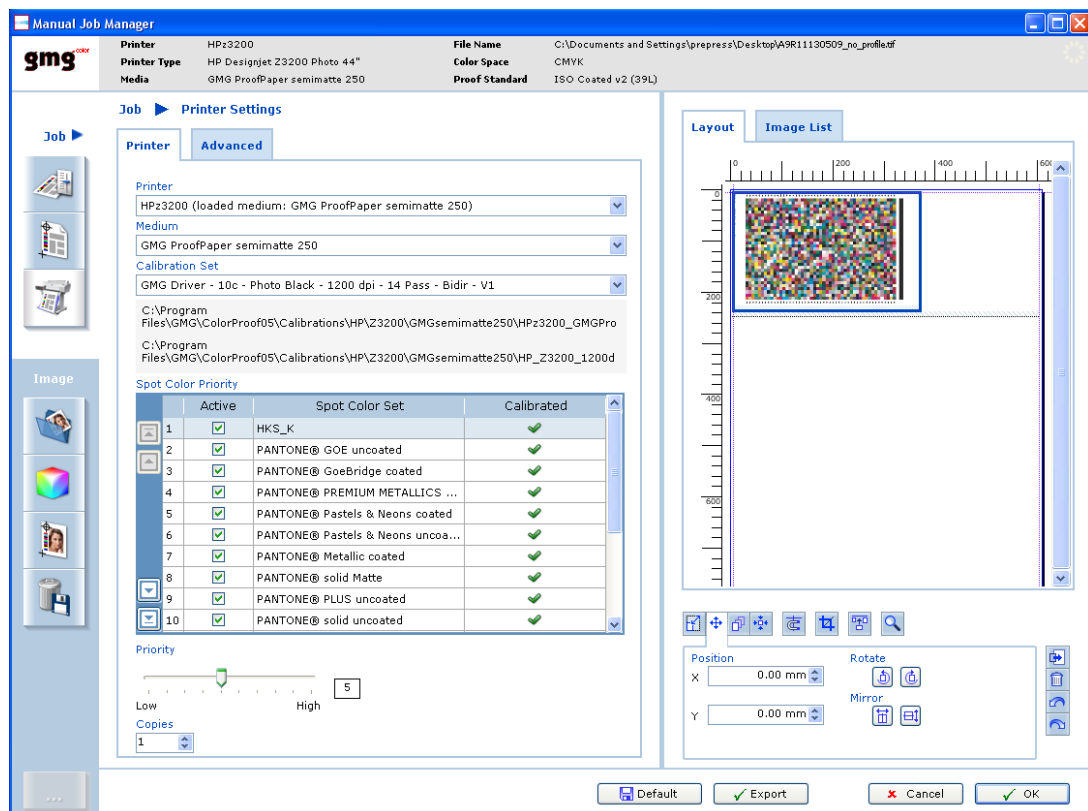 Manual Job Manager
gmg color
Printer HPz3200 File Name C:\Documents and Settings\prepress\Desktop\A9R11130509_no_profile.tif
Printer Type HP Designjet Z3200 Photo 44" Color Space CMYK
Media GMG ProofPaper semimatte 250 Proof Standard ISO Coated v2 (39L)
Job
Job Printer Settings
Printer Advanced
Printer
HPz3200 (loaded medium: GMG ProofPaper semimatte 250)
Medium
GMG ProofPaper semimatte 250
Calibration Set
GMG Driver - 10c - Photo Black - 1200 dpi - 14 Pass - Bidir - V1
C:\Program
Files\GMG\ColorProof05\Calibrations\HP\Z3200\GMGsemimatte250\HPz3200_GMGPro
C:\Program
Files\GMG\ColorProof05\Calibrations\HP\Z3200\GMGsemimatte250\HP_Z3200_1200d
Image
Spot Color Priority
Active Spot Color Set Calibrated
1 HKS_K
2 PANTONE® GOE uncoated
3 PANTONE® GoeBridge coated
4 PANTONE® PREMIUM METALLICS ...
5 PANTONE® Pastels & Neons coated
6 PANTONE® Pastels & Neons uncoa...
7 PANTONE® Metallic coated
8 PANTONE® solid Matte
9 PANTONE® PLUS uncoated
10 PANTONE® solid uncoated
Priority
5
Low High
Copies
1
...
Layout Image List
0 200 400 600
0
200
400
600
Position Rotate
X 0.00 mm
Mirror
Y 0.00 mm
Default Export Cancel OK